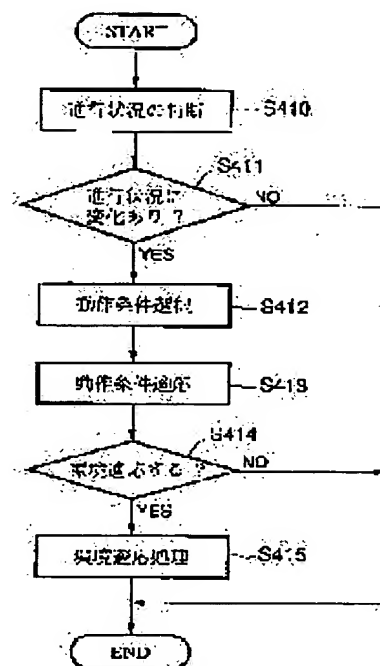 START
進行状況の判断
S410
進行状況に
変化あり?
S411
NO
YES
動作条件選択
S412
動作条件適応
S413
環境適応する?
S414
NO
YES
環境適応処理
S415
END